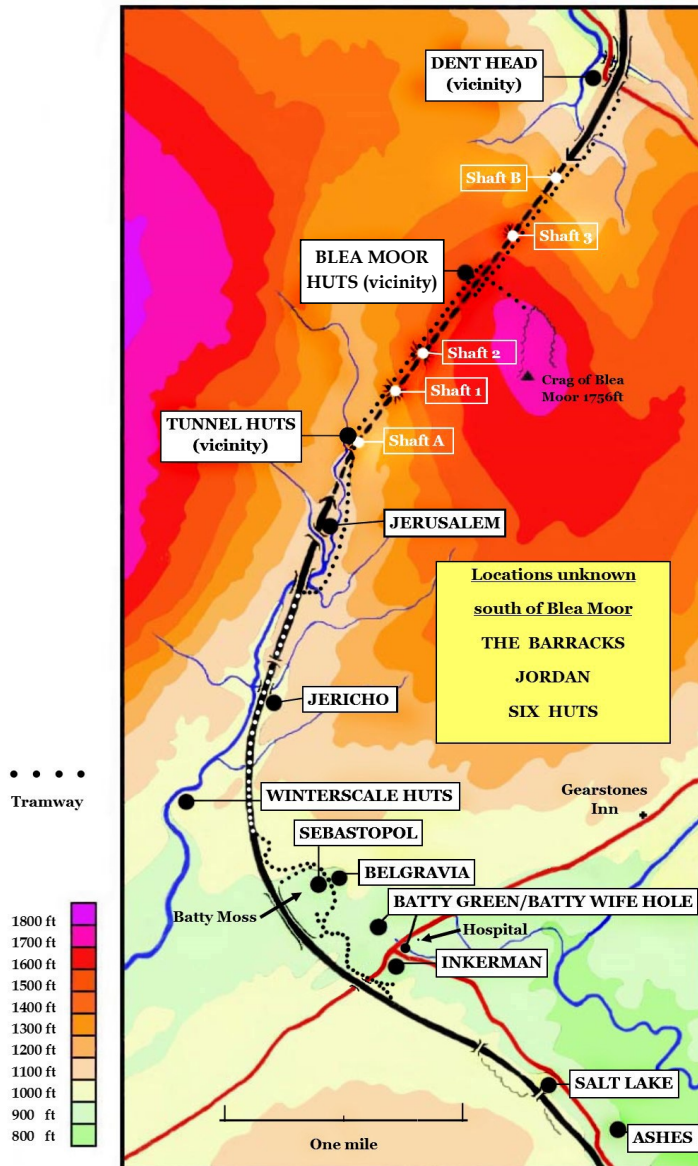 DENT HEAD
(vicinity)
Shaft B
Shaft 3
BLEA MOOR
HUTS (vicinity)
Shaft 2
Crag of Blea
Moor 1756ft
Shaft 1
TUNNEL HUTS
(vicinity)
Shaft A
JERUSALEM
Locations unknown
south of Blea Moor
THE BARRACKS
JORDAN
SIX HUTS
JERICHO
Tramway
WINTERSCALE HUTS
Gearstones
Inn
SEBASTOPOL
BELGRAVIA
Batty Moss
BATTY GREEN/BATTY WIFE HOLE
Hospital
INKERMAN
SALT LAKE
ASHES
One mile
1800 ft
1700 ft
1600 ft
1500 ft
1400 ft
1300 ft
1200 ft
1100 ft
1000 ft
900 ft
800 ft